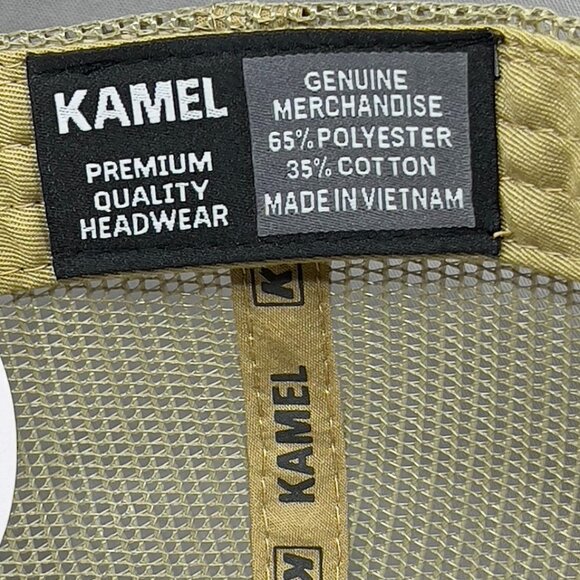 KAMEL
PREMIUM
QUALITY
HEADWEAR
GENUINE
MERCHANDISE
65% POLYESTER
35% COTTON
MADE IN VIETNAM
K
KAMEL
K